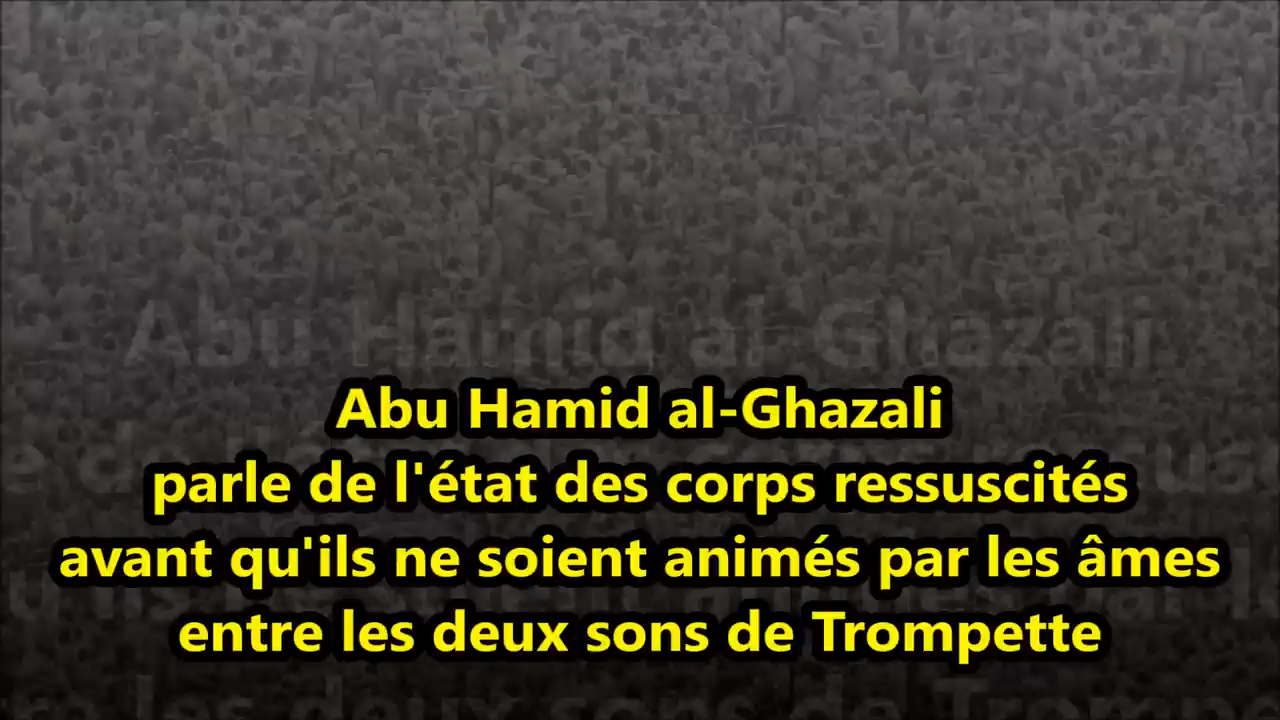 Abu Hamid al-Ghazali
parle de l'état des corps ressuscités
avant qu'ils ne soient animés par les âmes
entre les deux sons de Trompette